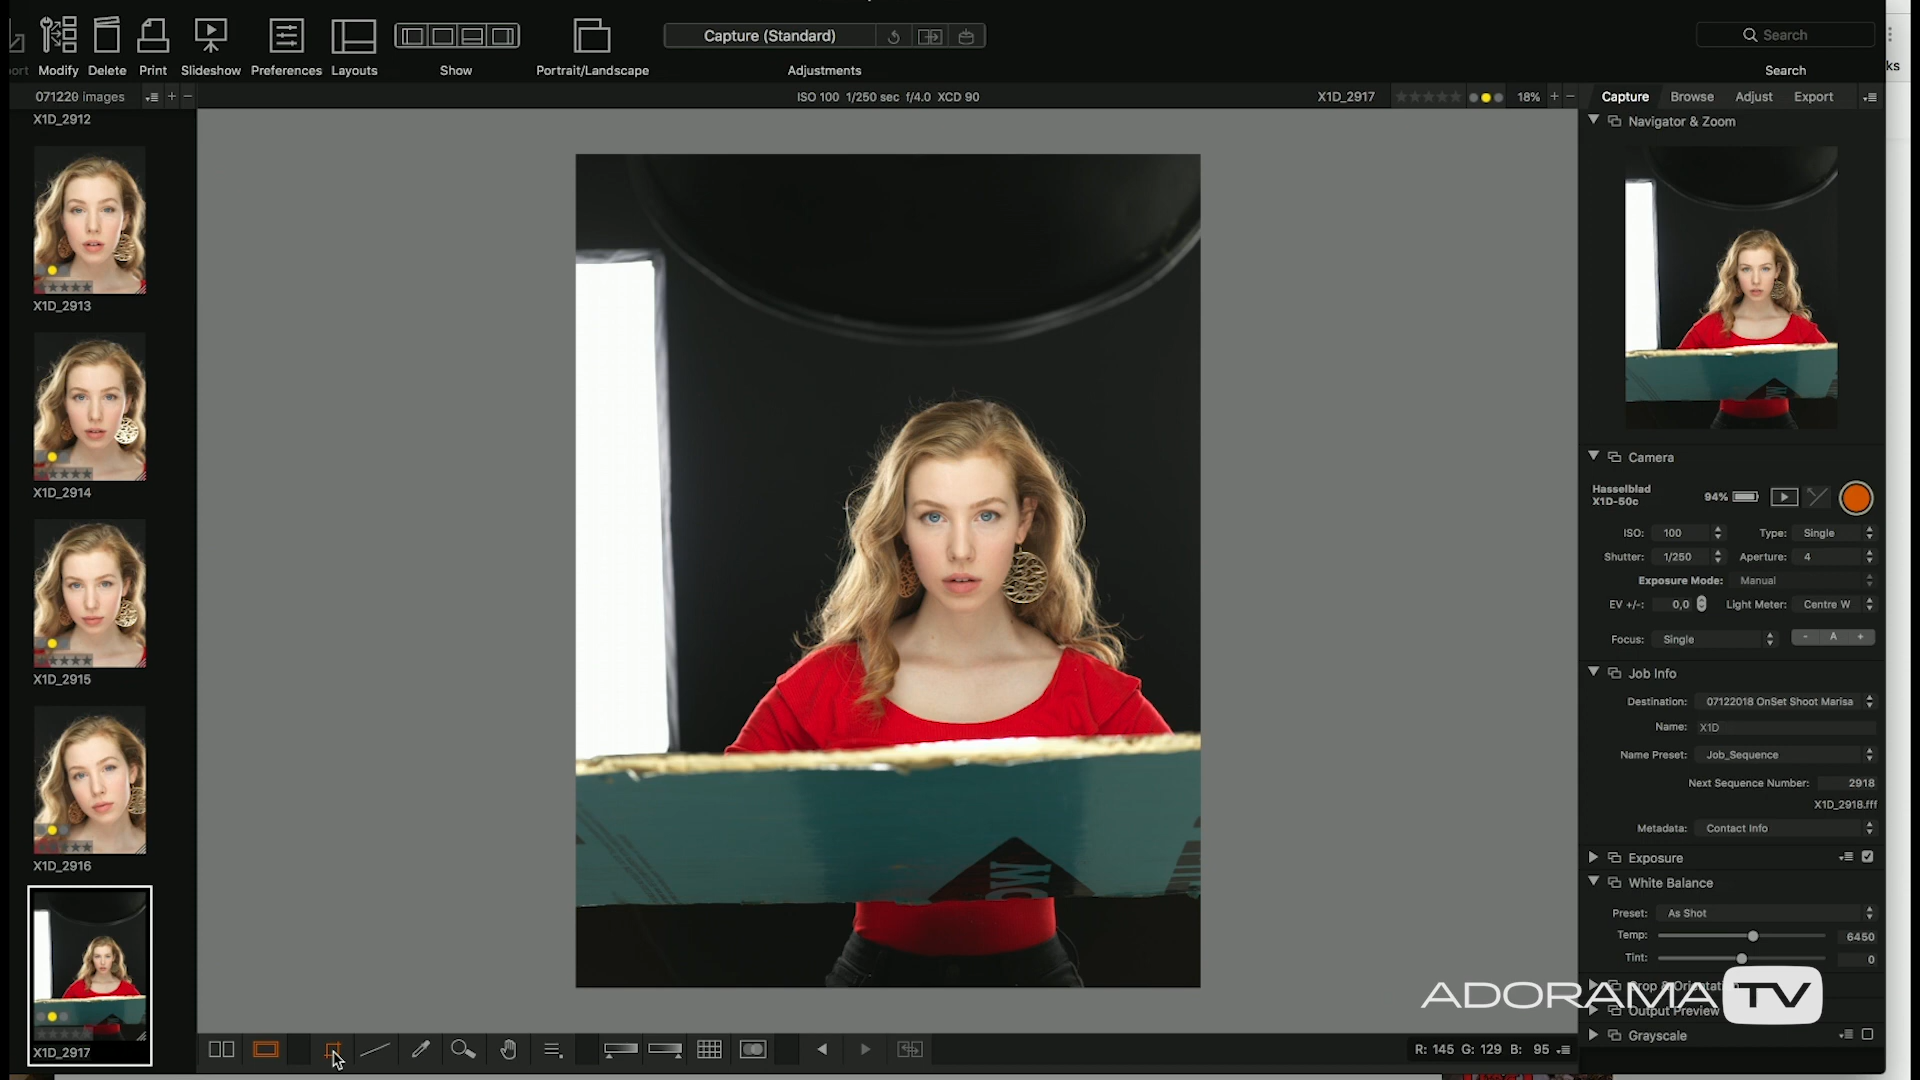 Modify Delete Print Slideshow Preferences Layouts Show Portrait/Landscape
Capture (Standard)
Adjustments
Search
Search
ks
071220 images
ISO 100 1/250 sec f/4.0 XCD 90
X1D_2917
18%
Capture Browse Adjust Export
X1D_2912
X1D_2913
X1D_2914
X1D_2915
X1D_2916
X1D_2917
Navigator & Zoom
Camera
Hasselblad
X1D-50c
94%
ISO: 100 Type: Single
Shutter: 1/250 Aperture: 4
Exposure Mode: Manual
EV +/-: 0,0 Light Meter: Centre W
Focus: Single - A +
Job Info
Destination: 07122018 OnSet Shoot Marisa
Name: X1D
Name Preset: Job_Sequence
Next Sequence Number: 2918
X1D_2918.fff
Metadata: Contact Info
Exposure
White Balance
Preset: As Shot
Temp: 6450
Tint: 0
Crop & Orientation
Output Preview
Grayscale
ADORAMA TV
R: 145 G: 129 B: 95